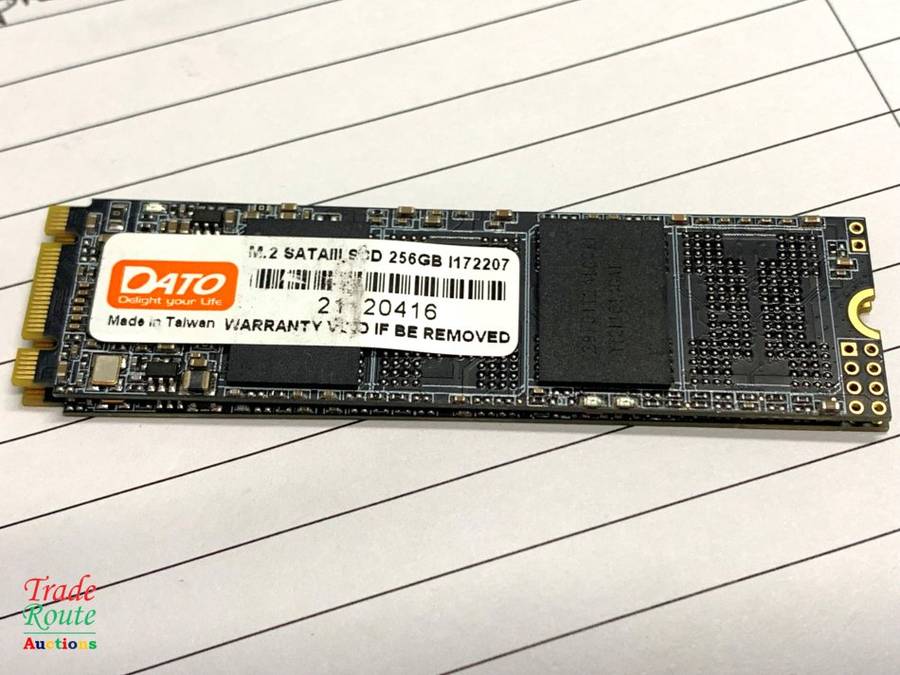 M.2 SATAIII SSD 256GB I172207
DATO
Delight your Life
20416
Made in Taiwan WARRANTY VOID IF BE REMOVED
Trade
Route
Auctions